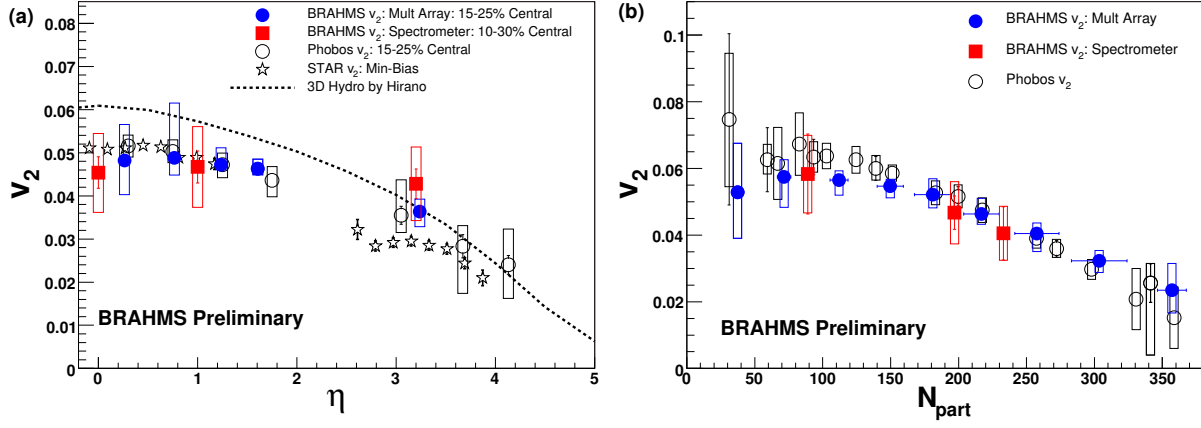 (a)
v2
0.08
0.07
0.06
0.05
0.04
0.03
0.02
0.01
0
BRAHMS v2: Mult Array: 15-25% Central
BRAHMS v2: Spectrometer: 10-30% Central
Phobos v2: 15-25% Central
STAR v2: Min-Bias
3D Hydro by Hirano
BRAHMS Preliminary
0 1 2 3 4 5
η
(b)
v2
0.1
0.08
0.06
0.04
0.02
0
BRAHMS v2: Mult Array
BRAHMS v2: Spectrometer
Phobos v2
BRAHMS Preliminary
0 50 100 150 200 250 300 350
Npart